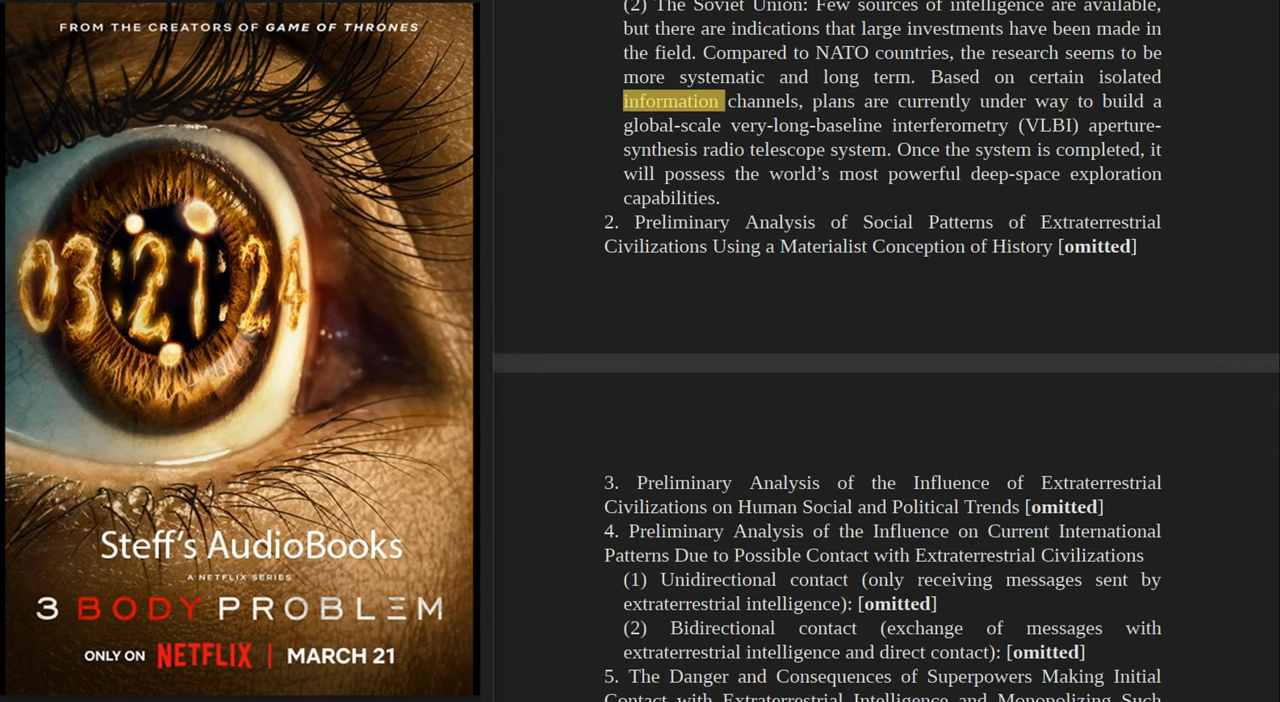 FROM THE CREATORS OF GAME OF THRONES
03:21:24
Steff's AudioBooks
A NETFLIX SERIES
3 BODY PROBLEM
ONLY ON NETFLIX | MARCH 21
(2) The Soviet Union: Few sources of intelligence are available,
but there are indications that large investments have been made in
the field. Compared to NATO countries, the research seems to be
more systematic and long term. Based on certain isolated
information channels, plans are currently under way to build a
global-scale very-long-baseline interferometry (VLBI) aperture-
synthesis radio telescope system. Once the system is completed, it
will possess the world’s most powerful deep-space exploration
capabilities.
2. Preliminary Analysis of Social Patterns of Extraterrestrial
Civilizations Using a Materialist Conception of History [omitted]
3. Preliminary Analysis of the Influence of Extraterrestrial
Civilizations on Human Social and Political Trends [omitted]
4. Preliminary Analysis of the Influence on Current International
Patterns Due to Possible Contact with Extraterrestrial Civilizations
(1) Unidirectional contact (only receiving messages sent by
extraterrestrial intelligence): [omitted]
(2) Bidirectional contact (exchange of messages with
extraterrestrial intelligence and direct contact): [omitted]
5. The Danger and Consequences of Superpowers Making Initial
Contact with Extraterrestrial Intelligence and Monopolizing Such